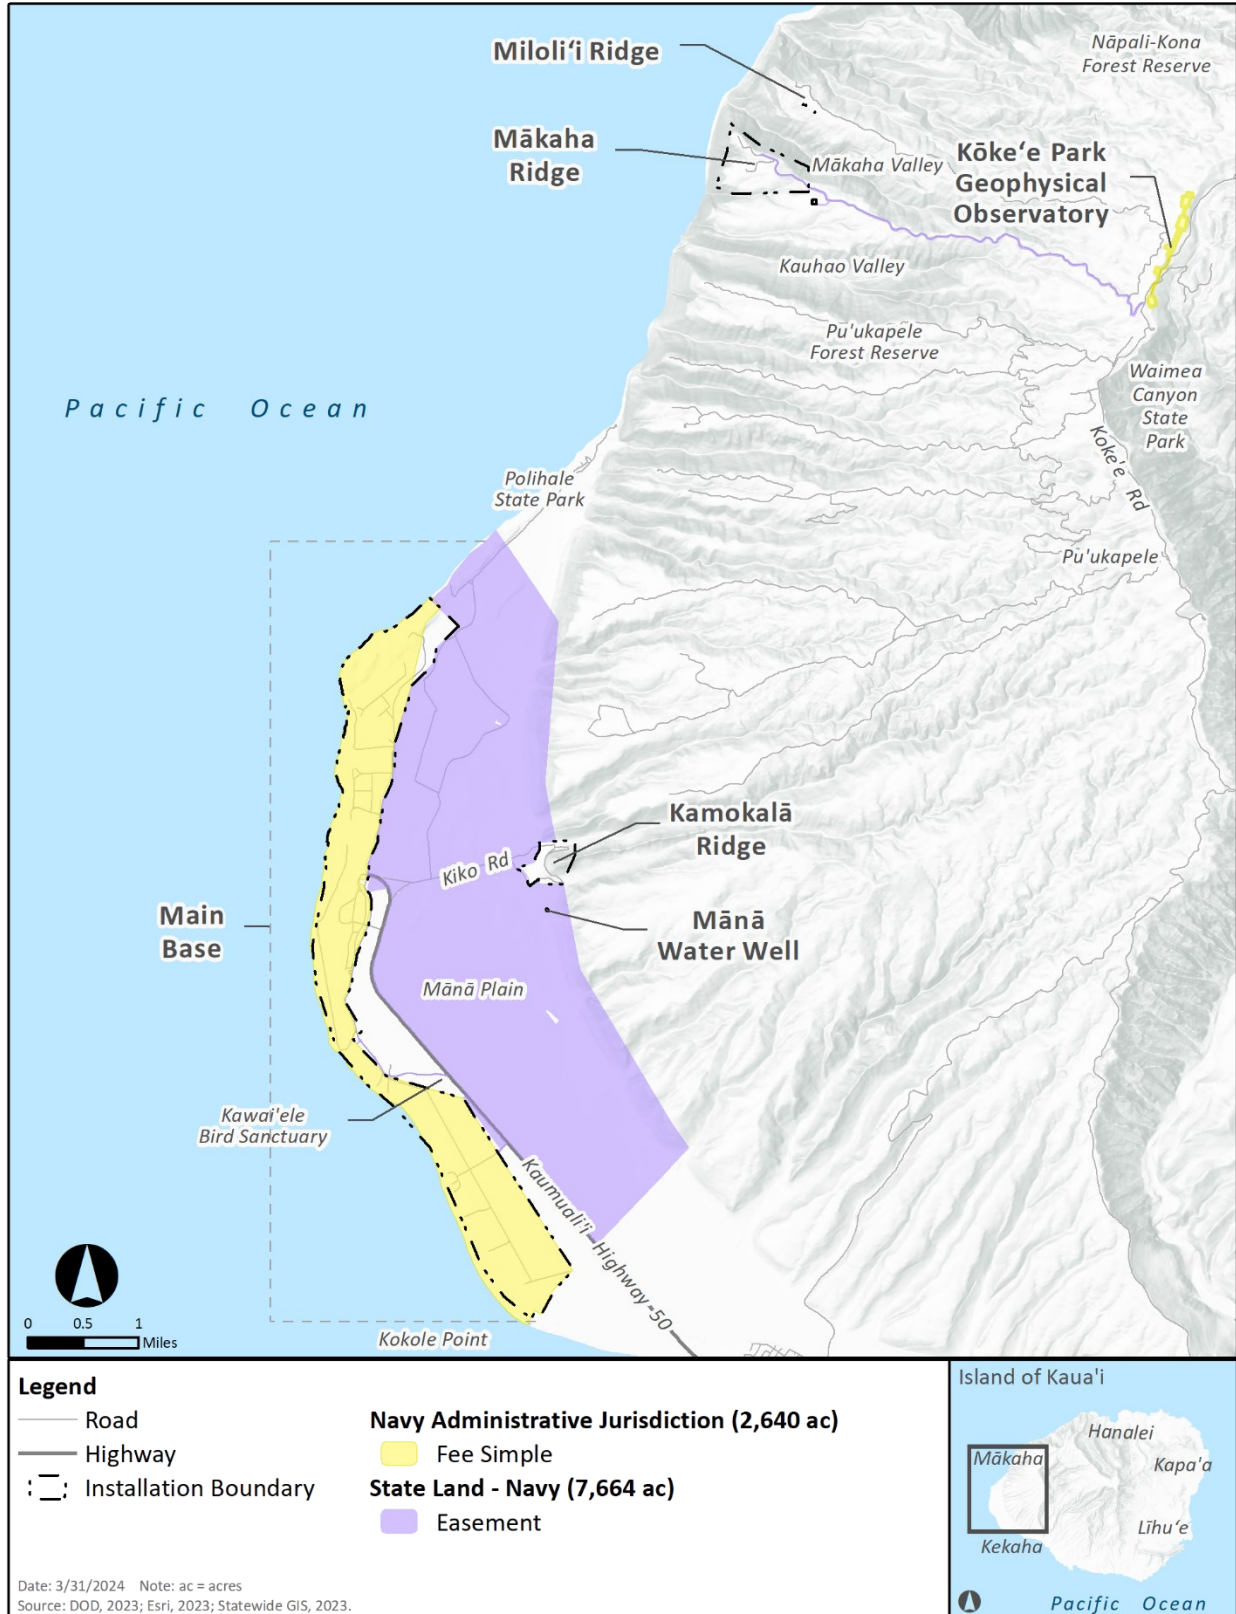 Miloli‘i Ridge
Nāpali-Kona
Forest Reserve
Mākaha
Ridge
Mākaha Valley
Kōke‘e Park
Geophysical
Observatory
Kauhao Valley
Pu'ukapele
Forest Reserve
Waimea
Canyon
State
Park
Pacific Ocean
Koke'e Rd
Polihale
State Park
Pu'ukapele
Kamokalā
Ridge
Kiko Rd
Main
Base
Mānā
Water Well
Mānā Plain
Kawai'ele
Bird Sanctuary
Kaumuali'i Highway-50
0 0.5 1
Miles
Kokole Point
Legend
Road
Highway
Installation Boundary
Navy Administrative Jurisdiction (2,640 ac)
Fee Simple
State Land - Navy (7,664 ac)
Easement
Date: 3/31/2024 Note: ac = acres
Source: DOD, 2023; Esri, 2023; Statewide GIS, 2023.
Island of Kaua'i
Hanalei
Mākaha
Kapa'a
Līhu‘e
Kekaha
Pacific Ocean